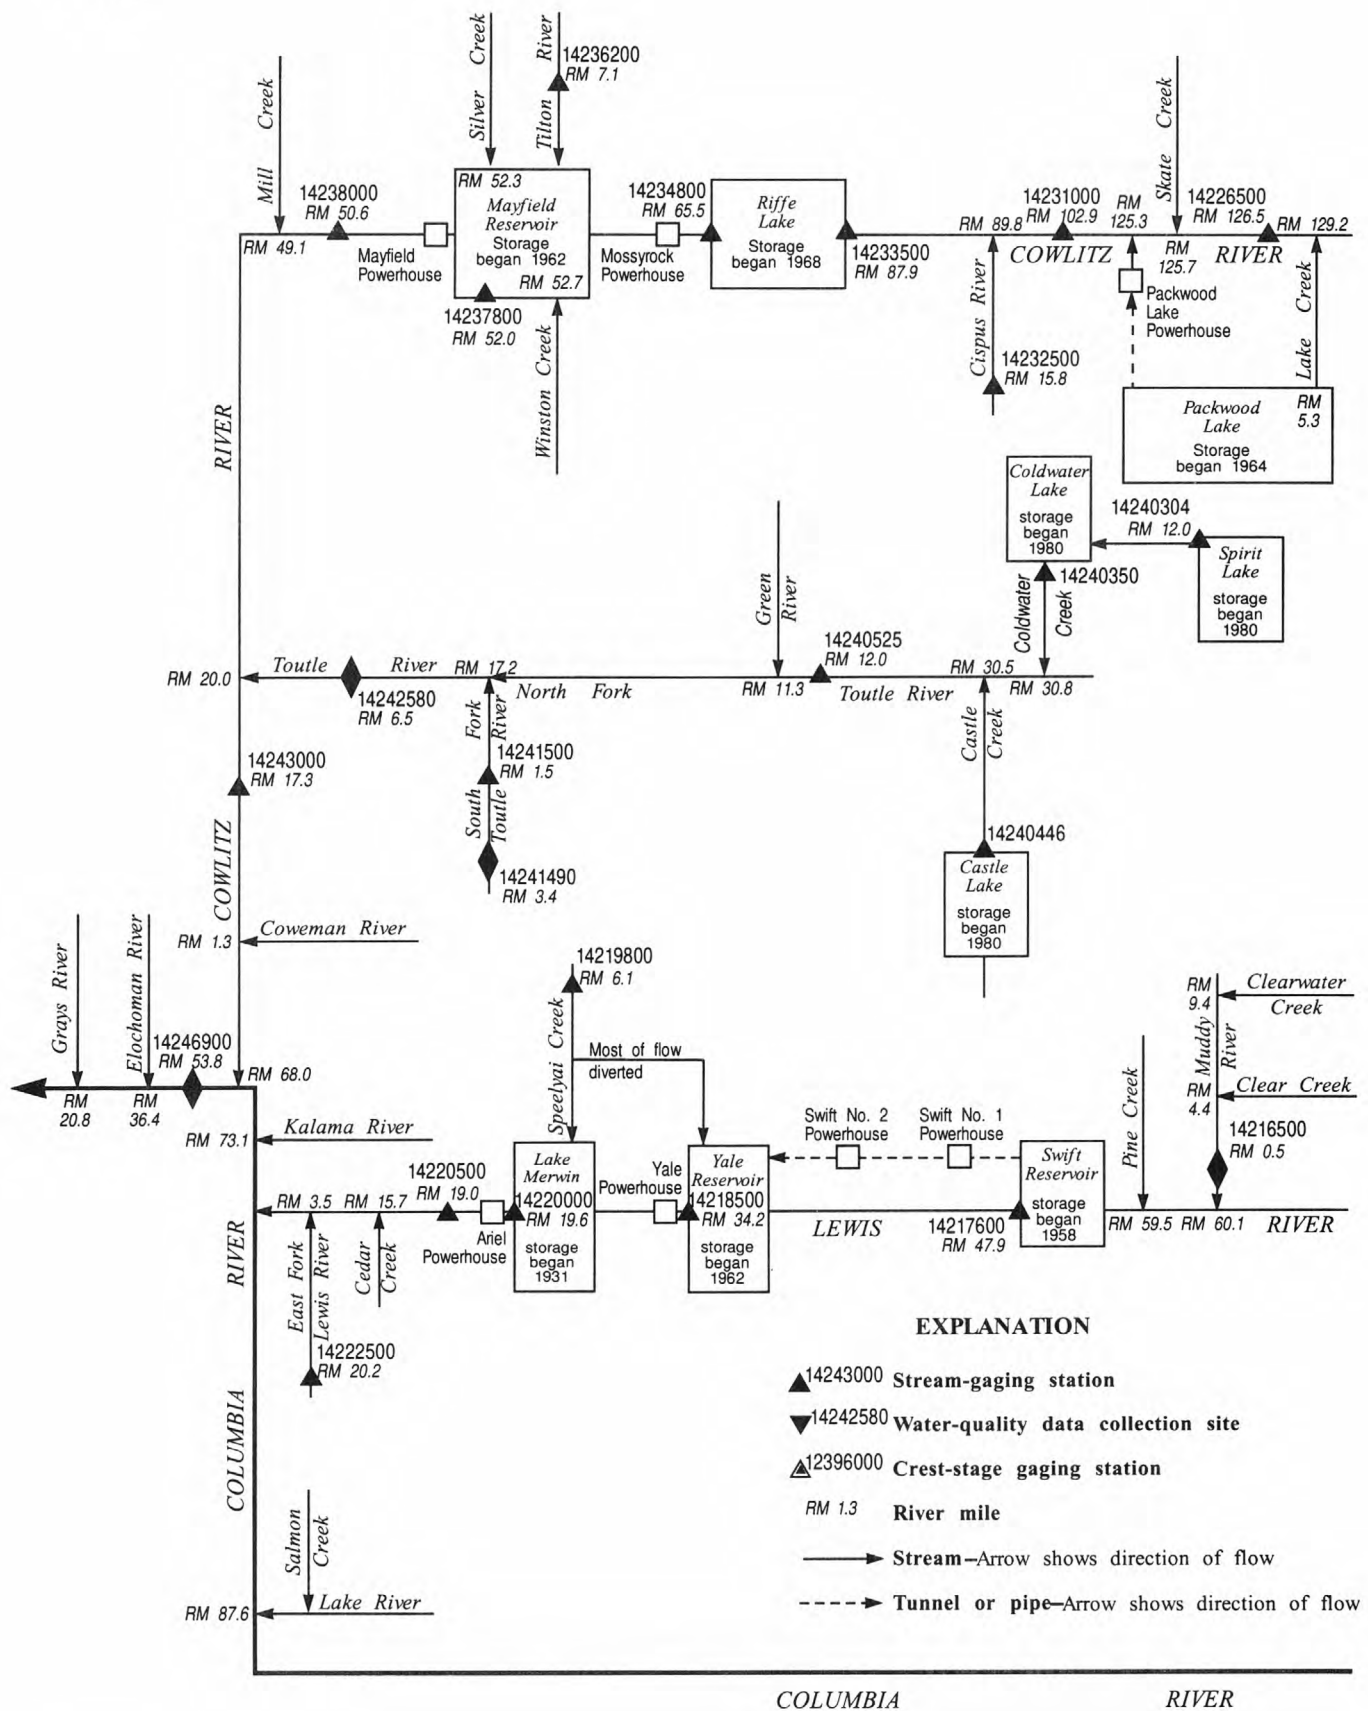 Mill Creek
Silver Creek
Tilton River
14236200
RM 7.1
Skate Creek
14238000
RM 50.6
RM 49.1
Mayfield
Powerhouse
RM 52.3
Mayfield
Reservoir
Storage
began 1962
RM 52.7
14237800
RM 52.0
Winston Creek
14234800
RM 65.5
Mossyrock
Powerhouse
Riffe
Lake
Storage
began 1968
14233500
RM 87.9
RM 89.8
Cispus River
14232500
RM 15.8
14231000
RM 102.9
COWLITZ
RM
125.3
RM
125.7
14226500
RM 126.5
RIVER
RM 129.2
Packwood
Lake
Powerhouse
Lake Creek
Packwood
Lake
RM
5.3
Storage
began 1964
RIVER
Coldwater
Lake
storage
began
1980
14240304
RM 12.0
Spirit
Lake
storage
began
1980
14240350
Coldwater
Creek
Green
River
14240525
RM 12.0
RM 11.3
RM 30.5
RM 30.8
Toutle River
North Fork
RM 17.2
Toutle River
RM 20.0
14242580
RM 6.5
South Fork
Toutle River
14241500
RM 1.5
14241490
RM 3.4
Castle
Creek
14240446
Castle
Lake
storage
began
1980
14243000
RM 17.3
COWLITZ
RM 1.3
Coweman River
Grays River
Elochoman River
14246900
RM 53.8
RM 68.0
RM
20.8
RM
36.4
14219800
RM 6.1
Speelyai Creek
Most of flow
diverted
RM
9.4
Clearwater
Creek
Muddy
River
RM
4.4
Clear Creek
14216500
RM 0.5
Pine Creek
RM 73.1
Kalama River
Swift No. 2
Powerhouse
Swift No. 1
Powerhouse
RM 3.5
RM 15.7
14220500
RM 19.0
Ariel
Powerhouse
Lake
Merwin
14220000
RM 19.6
storage
began
1931
Yale
Powerhouse
Yale
Reservoir
14218500
RM 34.2
storage
began
1962
LEWIS
14217600
RM 47.9
Swift
Reservoir
storage
began
1958
RM 59.5
RM 60.1
RIVER
RIVER
East Fork
Lewis River
Cedar
Creek
14222500
RM 20.2
COLUMBIA
Salmon
Creek
RM 87.6
Lake River
EXPLANATION
14243000 Stream-gaging station
14242580 Water-quality data collection site
12396000 Crest-stage gaging station
RM 1.3 River mile
Stream–Arrow shows direction of flow
Tunnel or pipe–Arrow shows direction of flow
COLUMBIA RIVER